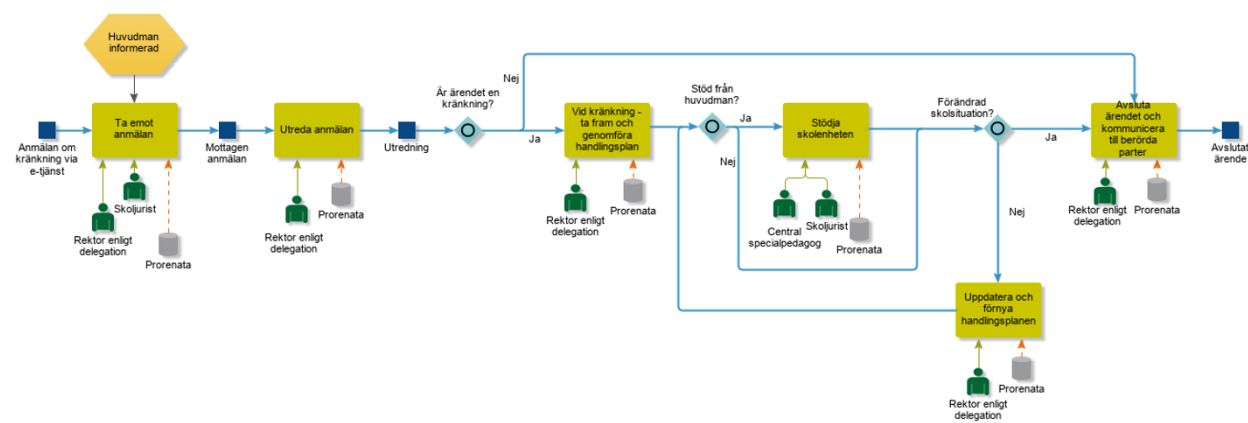 Huvudman
informerad
Ta emot
anmälan
Anmälan om
kränkning via
e-tjänst
Skoljurist
Rektor enligt
delegation
Prorenata
Mottagen
anmälan
Utreda anmälan
Rektor enligt
delegation
Prorenata
Utredning
Är ärendet en
kränkning?
Nej
Ja
Vid kränkning -
ta fram och
genomföra
handlingsplan
Rektor enligt
delegation
Prorenata
Stöd från
huvudman?
Ja
Nej
Stödja
skolenheten
Central
specialpedagog
Skoljurist
Prorenata
Förändrad
skolsituation?
Ja
Nej
Uppdatera och
förnya
handlingsplanen
Rektor enligt
delegation
Prorenata
Avsluta
ärendet och
kommunicera
till berörda
parter
Rektor enligt
delegation
Prorenata
Avslutat
ärende